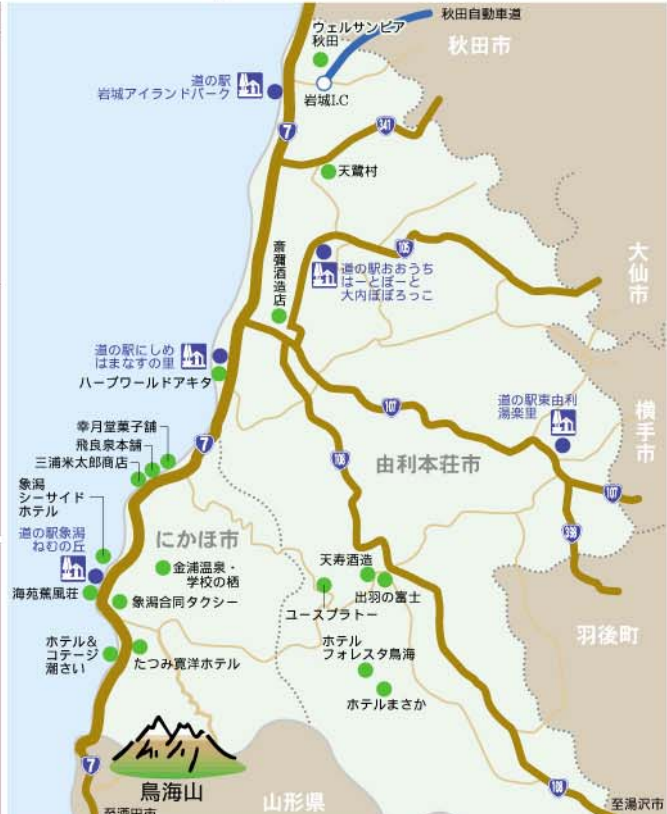 秋田自動車道
ウェルサンピア
秋田
秋田市
道の駅
岩城アイランドパーク
岩城I.C
7
341
天鷺村
大仙市
105
斎彌酒造店
道の駅おおうち
はーとぽーと
大内ぽぽろっこ
道の駅にしめ
はまなすの里
ハーブワールドアキタ
道の駅東由利
湯楽里
横手市
107
幸月堂菓子舗
飛良泉本舗
三浦米太郎商店
7
108
由利本荘市
107
象潟
シーサイド
ホテル
398
道の駅象潟
ねむの丘
にかほ市
金浦温泉・
学校の栖
天寿酒造
出羽の富士
海苑蕉風荘
象潟合同タクシー
ユースプラトー
羽後町
ホテル&
コテージ
潮さい
たつみ寛洋ホテル
ホテル
フォレスタ鳥海
ホテルまさか
7
鳥海山
山形県
108
至湯沢市
至酒田市